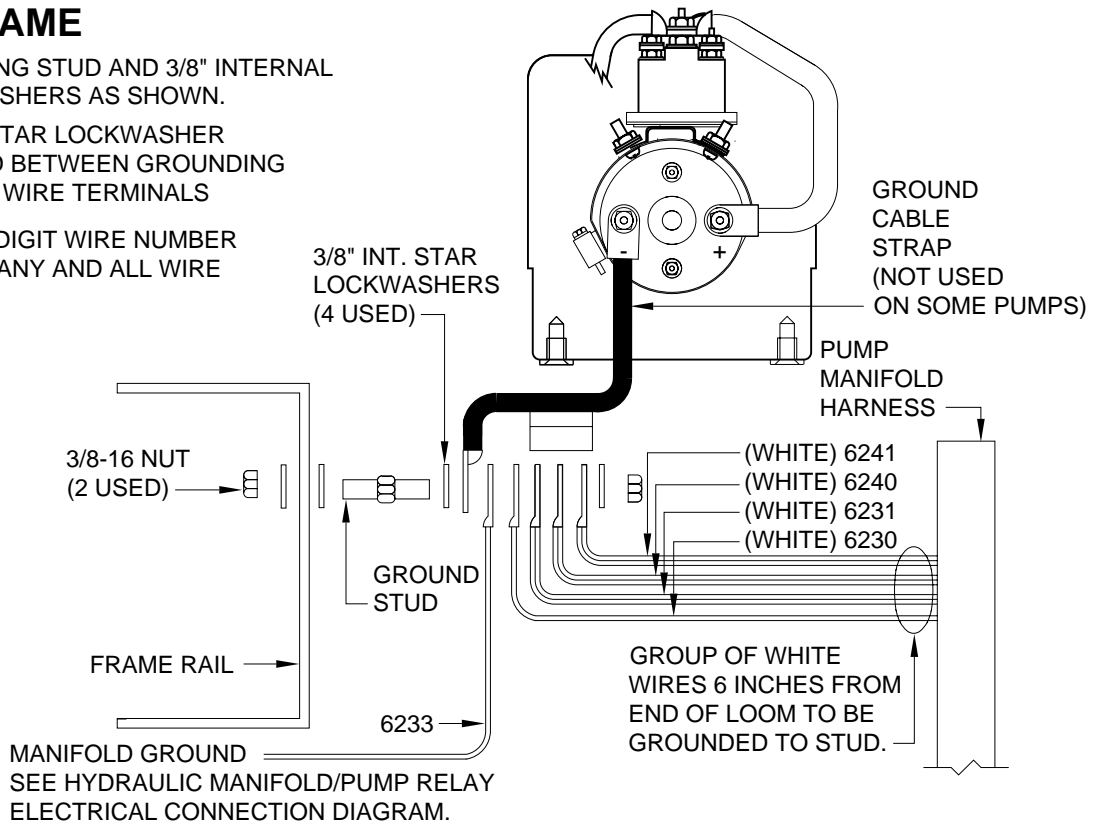 AME
NG STUD AND 3/8" INTERNAL
SHERS AS SHOWN.
TAR LOCKWASHER
D BETWEEN GROUNDING
WIRE TERMINALS
DIGIT WIRE NUMBER
ANY AND ALL WIRE
3/8" INT. STAR
LOCKWASHERS
(4 USED)
-
+
GROUND
CABLE
STRAP
(NOT USED
ON SOME PUMPS)
PUMP
MANIFOLD
HARNESS
3/8-16 NUT
(2 USED)
(WHITE) 6241
(WHITE) 6240
(WHITE) 6231
(WHITE) 6230
GROUND
STUD
FRAME RAIL
6233
GROUP OF WHITE
WIRES 6 INCHES FROM
END OF LOOM TO BE
GROUNDED TO STUD.
MANIFOLD GROUND
SEE HYDRAULIC MANIFOLD/PUMP RELAY
ELECTRICAL CONNECTION DIAGRAM.